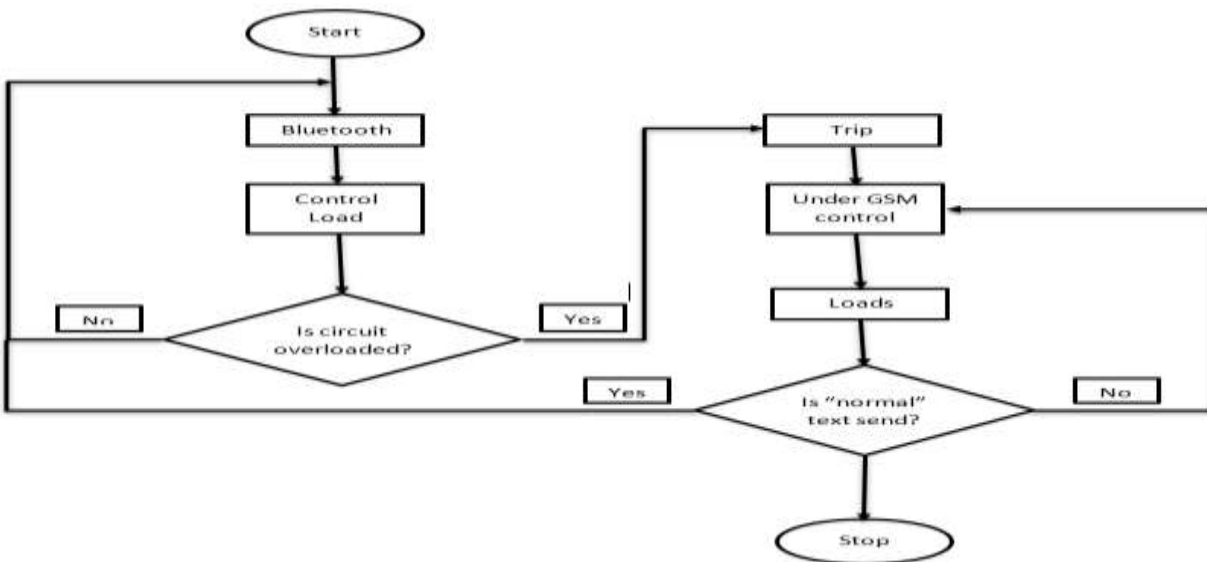 Start
Bluetooth
Control
Load
No
Is circuit
overloaded?
Yes
Trip
Under GSM
control
Loads
Yes
Is “normal”
text send?
No
Stop